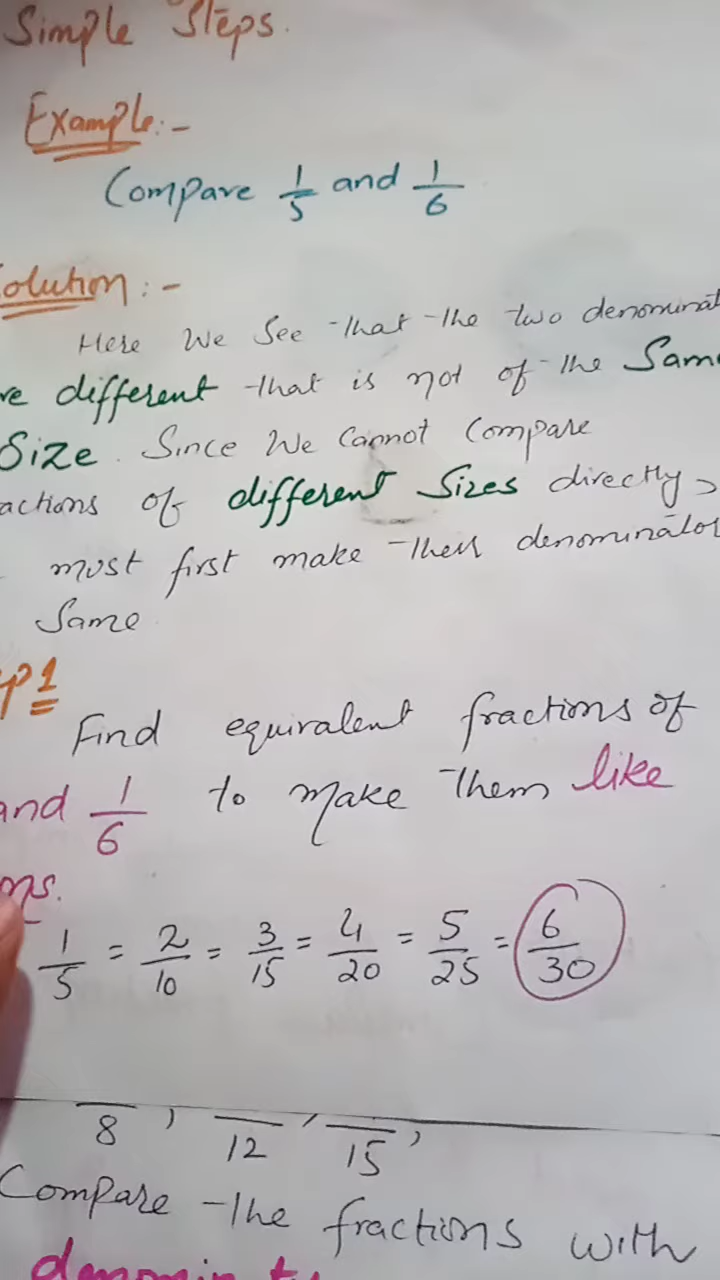 Simple Steps.
Example:-
Compare 1/5 and 1/6
olution:-
Here We See that the two denominat
re different that is not of the Sam
Size. Since We Cannot Compare
actions of different Sizes directly,
must first make their denominator
Same
p 1
Find equivalent fractions of
and 1/6 to make them like
ns.
1/5 = 2/10 = 3/15 = 4/20 = 5/25 = 6/30
8 , 12 , 15 ,
Compare the fractions with